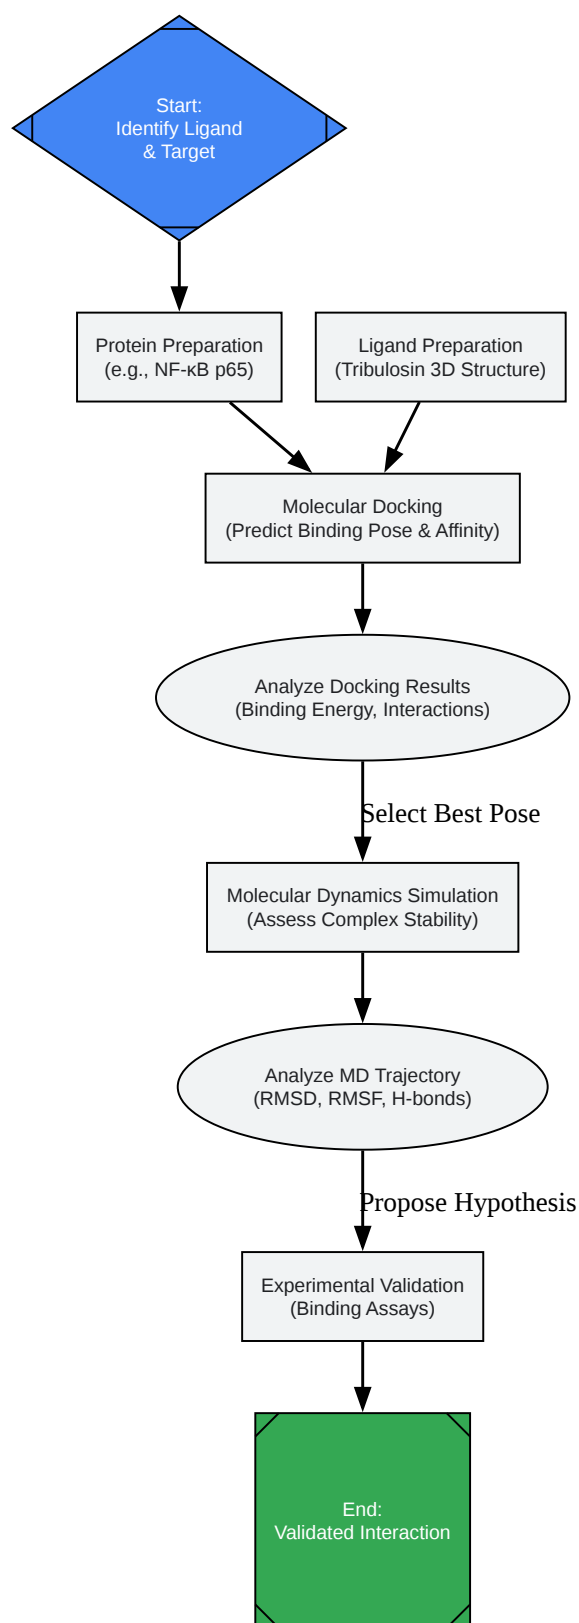 Start:
Identify Ligand
& Target
Protein Preparation
(e.g., NF-κB p65)
Ligand Preparation
(Tribulosin 3D Structure)
Molecular Docking
(Predict Binding Pose & Affinity)
Analyze Docking Results
(Binding Energy, Interactions)
Select Best Pose
Molecular Dynamics Simulation
(Assess Complex Stability)
Analyze MD Trajectory
(RMSD, RMSF, H-bonds)
Propose Hypothesis
Experimental Validation
(Binding Assays)
End:
Validated Interaction